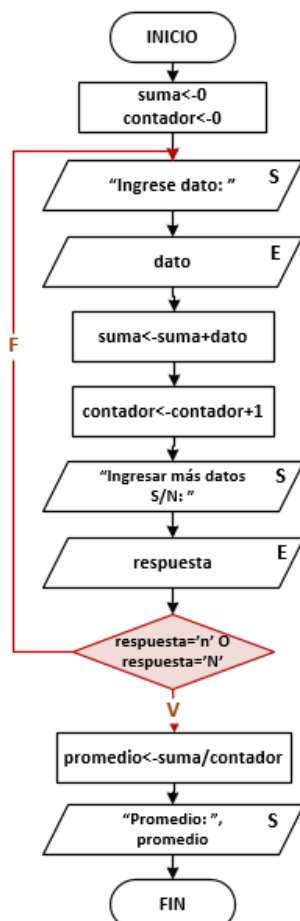 INICIO
suma<-0
contador<-0
"Ingrese dato: "
S
dato
E
suma<-suma+dato
F
contador<-contador+1
"Ingresar más datos
S/N: "
S
respuesta
E
respuesta='n' O
respuesta='N'
V
promedio<-suma/contador
"Promedio: ",
promedio
S
FIN